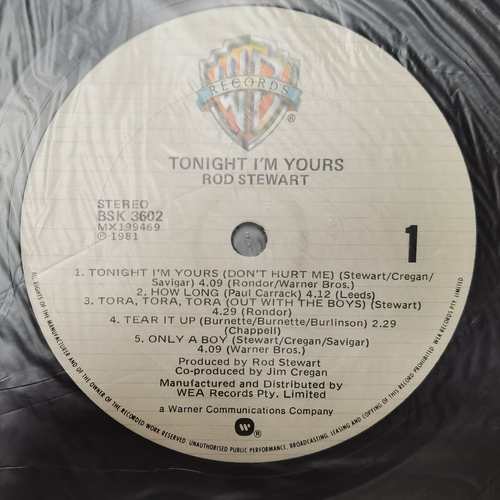 RECORDS
®
TONIGHT I'M YOURS
ROD STEWART
STEREO
BSK 3602
MX199469
℗ 1981
1
1. TONIGHT I'M YOURS (DON'T HURT ME) (Stewart/Cregan/
Savigar) 4.09 (Rondor/Warner Bros.)
2. HOW LONG (Paul Carrack) 4.12 (Leeds)
3. TORA, TORA, TORA (OUT WITH THE BOYS) (Stewart)
4.29 (Rondor)
4. TEAR IT UP (Burnette/Burnette/Burlinson) 2.29
(Chappell)
5. ONLY A BOY (Stewart/Cregan/Savigar)
4.09 (Warner Bros.)
Produced by Rod Stewart
Co-produced by Jim Cregan
Manufactured and Distributed by
WEA Records Pty. Limited
a Warner Communications Company
®
ALL RIGHTS OF THE MANUFACTURER AND OF THE OWNER OF THE RECORDED WORK RESERVED. UNAUTHORISED PUBLIC PERFORMANCE, BROADCASTING, LEASING AND COPYING OF THIS RECORD PROHIBITED. WEA RECORDS PTY. LIMITED.